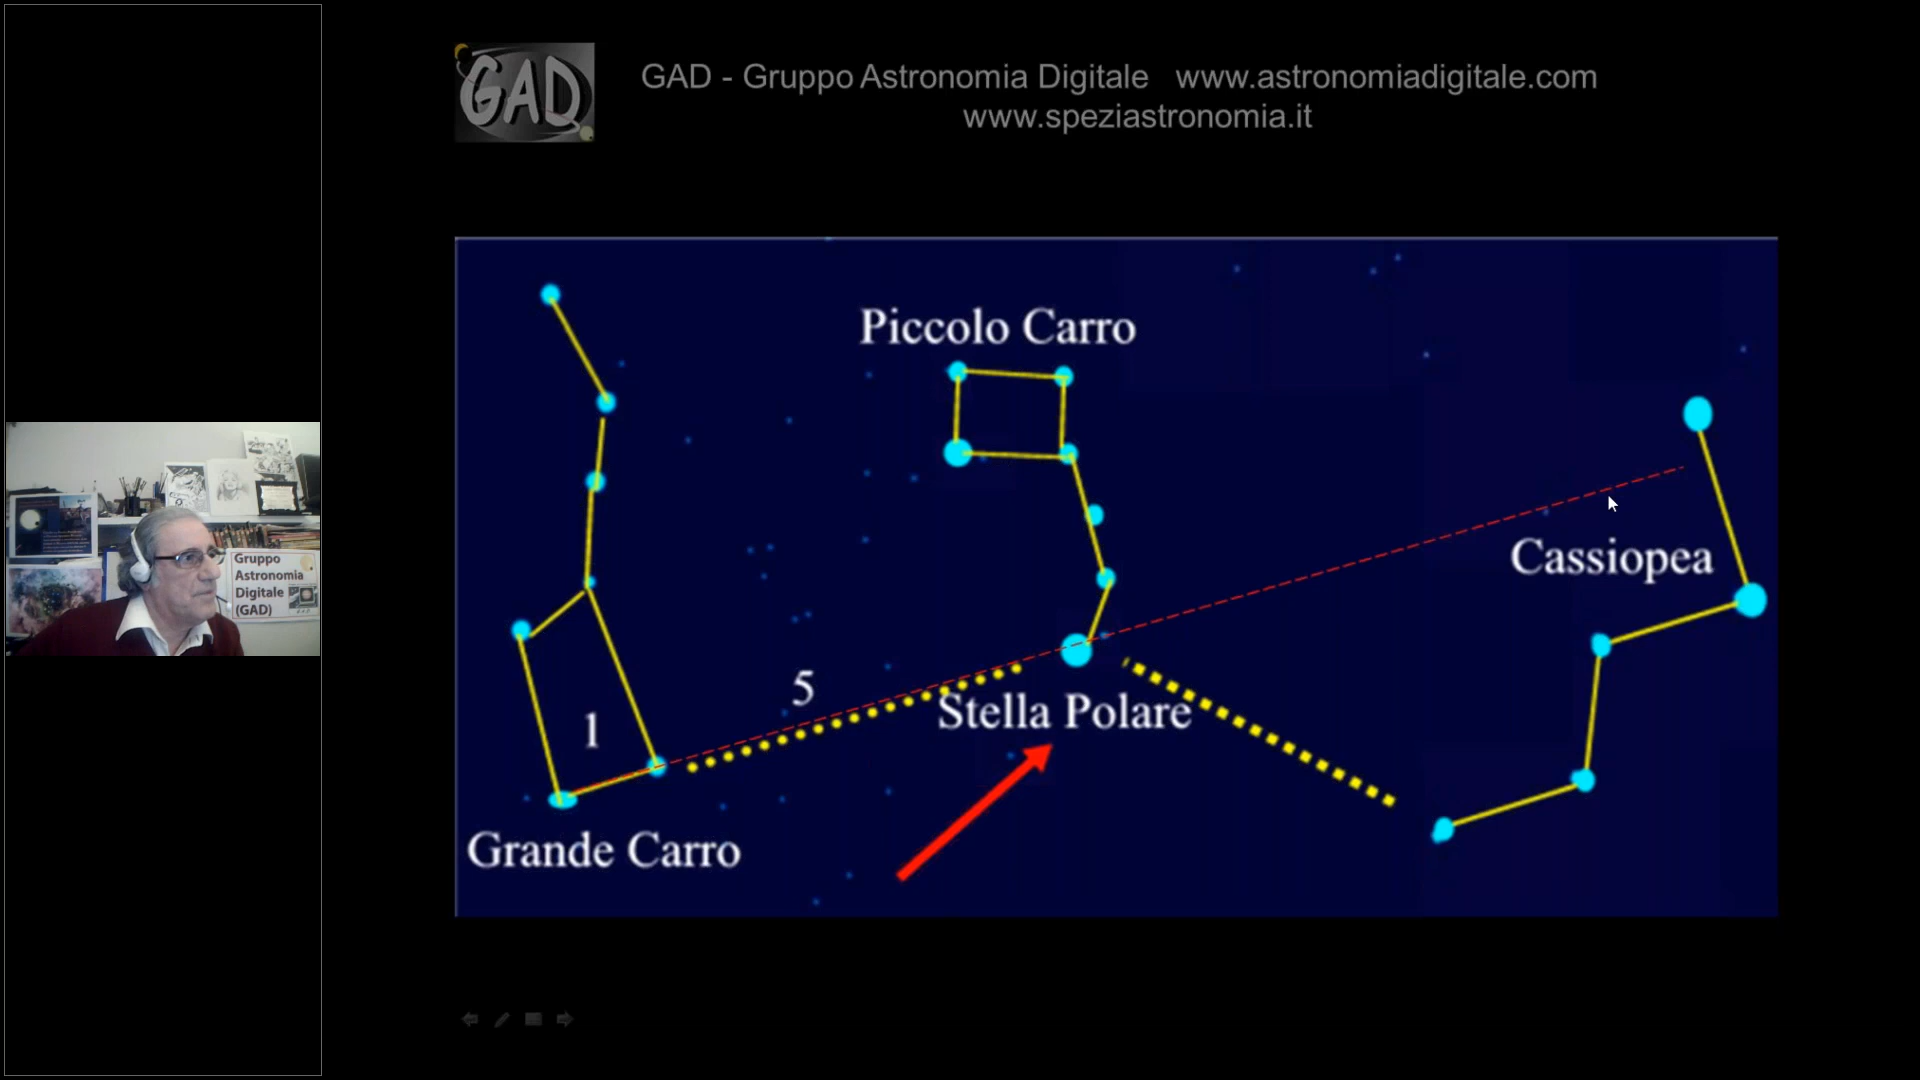 GAD
GAD - Gruppo Astronomia Digitale www.astronomiadigitale.com
www.speziastronomia.it
Piccolo Carro
Cassiopea
5
Stella Polare
1
Grande Carro
Gruppo
Astronomia
Digitale
(GAD)